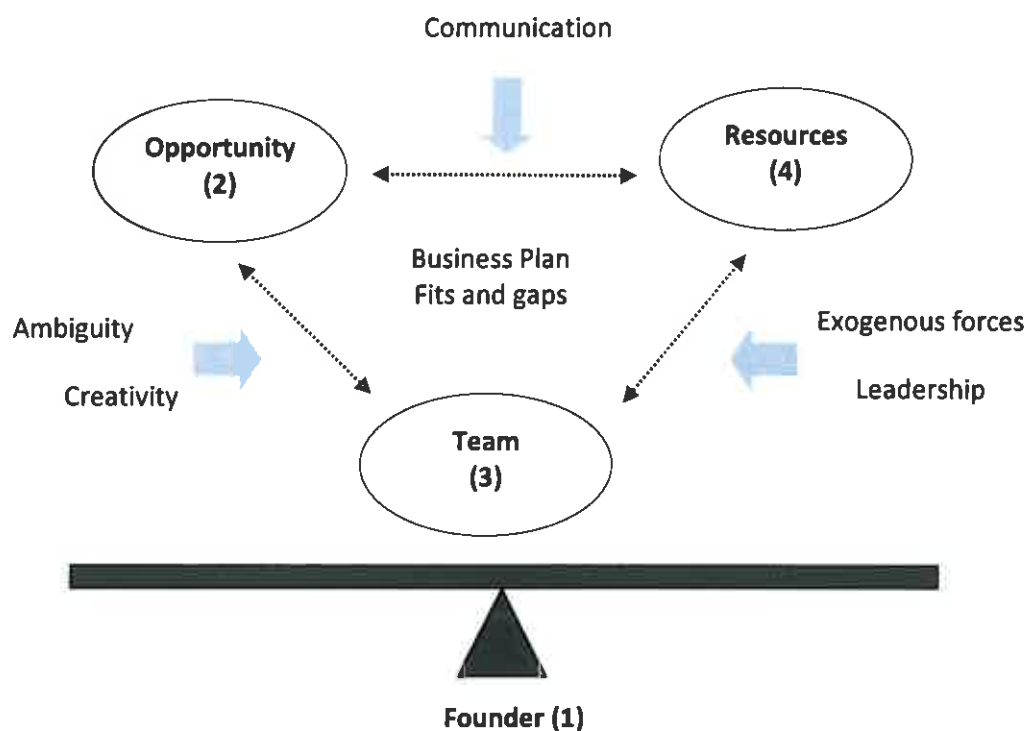 Communication
Opportunity
(2)
Resources
(4)
Business Plan
Fits and gaps
Ambiguity
Creativity
Exogenous forces
Leadership
Team
(3)
Founder (1)